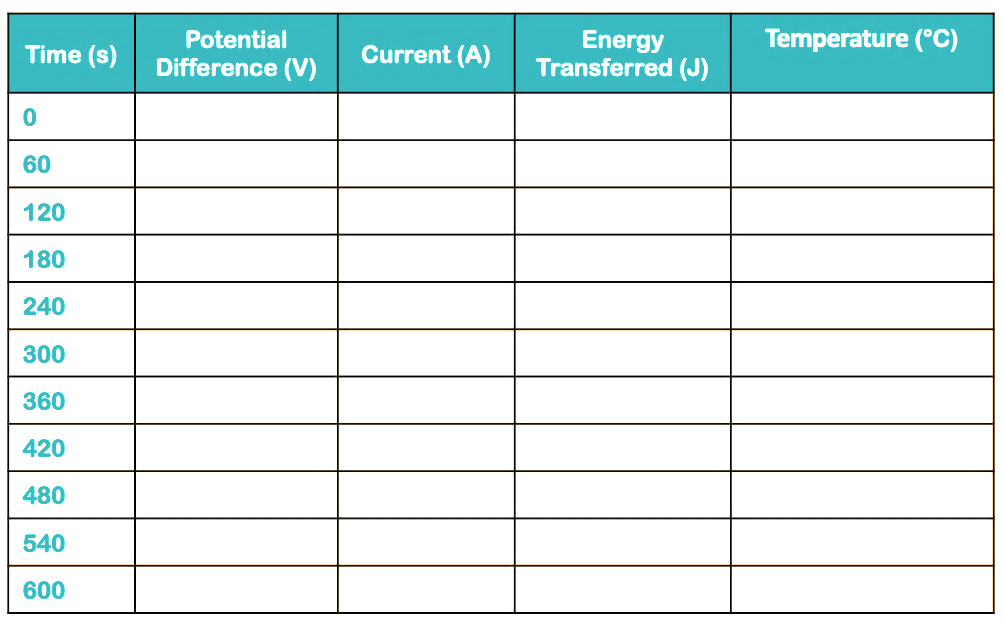 Time (s)
Potential
Difference (V)
Current (A)
Energy
Transferred (J)
Temperature (°C)
0
60
120
180
240
300
360
420
480
540
600